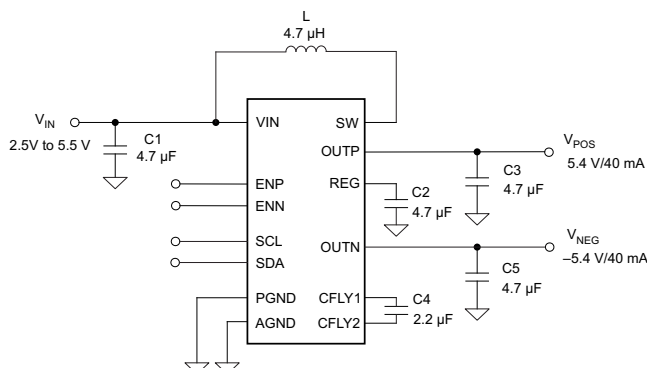 L
4.7 µH
VIN
SW
V_IN
2.5V to 5.5 V
C1
4.7 µF
OUTP
V_POS
5.4 V/40 mA
C3
4.7 µF
ENP
REG
C2
4.7 µF
ENN
SCL
OUTN
V_NEG
–5.4 V/40 mA
SDA
C5
4.7 µF
PGND
CFLY1
C4
2.2 µF
AGND
CFLY2